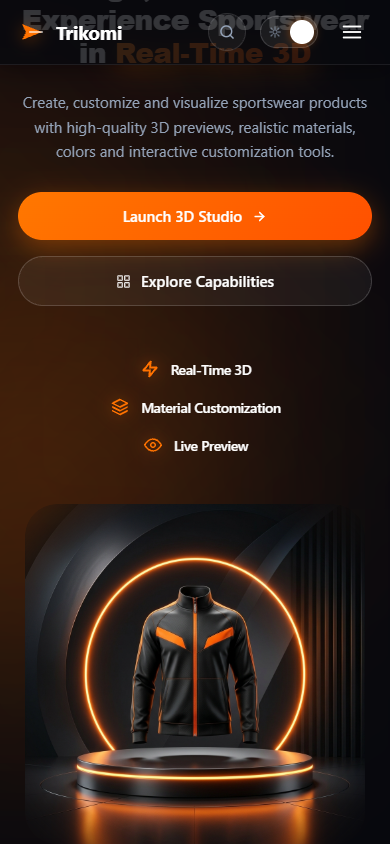 Experience Sportswear
Trikomi
in Real-Time 3D
Create, customize and visualize sportswear products
with high-quality 3D previews, realistic materials,
colors and interactive customization tools.
Launch 3D Studio →
Explore Capabilities
Real-Time 3D
Material Customization
Live Preview